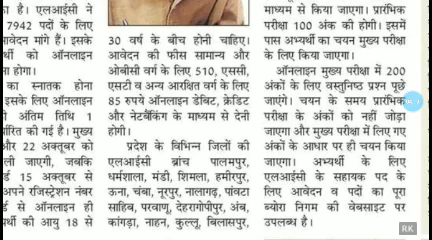 का है। एलआईसी ने
7942 पदों के लिए
आवेदन मांगे हैं। इसके
र्थी को ऑनलाइन
ा होगा।
का स्नातक होना
इसके लिए ऑनलाइन
ी अंतिम तिथि 1
र्धारित की गई है। मुख्य
और 22 अक्तूबर को
ली जाएगी, जबकि
र्ड 15 अक्तूबर से
अपने रजिस्ट्रेशन नंबर
र्ड से ऑनलाइन ही
यर्थी की आयु 18 से
30 वर्ष के बीच होनी चाहिए।
आवेदन की फीस सामान्य और
ओबीसी वर्ग के लिए 510, एससी,
एसटी व अन्य आरक्षित वर्ग के लिए
85 रुपये ऑनलाइन डेबिट, क्रेडिट
और नेटबैंकिंग के माध्यम से देनी
होगी।
प्रदेश के विभिन्न जिलों की
एलआईसी ब्रांच पालमपुर,
धर्मशाला, मंडी, शिमला, हमीरपुर,
ऊना, चंबा, नूरपुर, नालागढ़, पांवटा
साहिब, परवाणू, देहरागोपीपुर, अंब,
कांगड़ा, नाहन, कुल्लू, बिलासपुर,
माध्यम से किया जाएगा। प्रारंभिक
परीक्षा 100 अंक की होगी। इसमें
पास अभ्यर्थी का चयन मुख्य परीक्षा
के लिए किया जाएगा।
ऑनलाइन मुख्य परीक्षा में 200
अंकों के लिए वस्तुनिष्ठ प्रश्न पूछे
जाएंगे। चयन के समय प्रारंभिक
परीक्षा के अंकों को नहीं जोड़ा
जाएगा और मुख्य परीक्षा में लिए गए
अंकों के आधार पर ही चयन किया
जाएगा। अभ्यर्थी के लिए
एलआईसी के सहायक पद के
लिए आवेदन व पदों का पूरा
ब्योरा निगम की वेबसाइट पर
उपलब्ध है।
RK